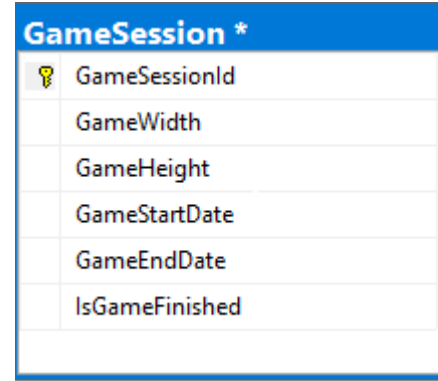 GameSession *
GameSessionId
GameWidth
GameHeight
GameStartDate
GameEndDate
IsGameFinished